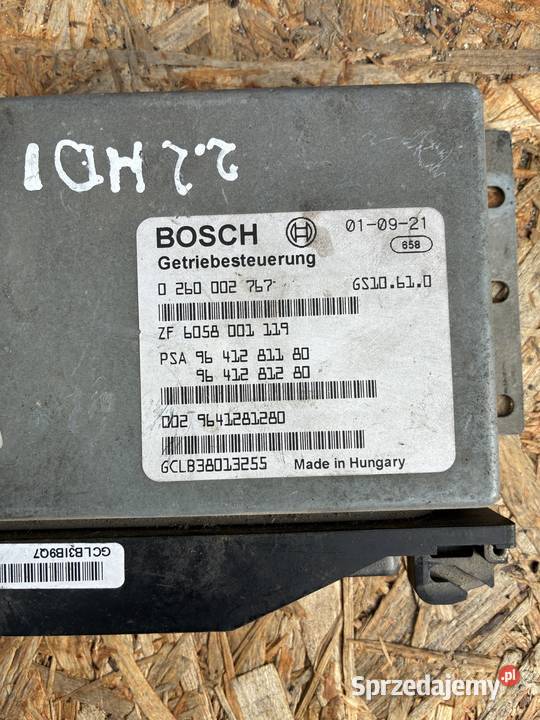 2.2 HDI
BOSCH 01-09-21
658
Getriebesteuerung
0 260 002 767 GS10.61.0
ZF 6058 001 119
PSA 96 412 811 80
96 412 812 80
002 9641281280
GCLB38013255 Made in Hungary
GCLB31B9Q7
Sprzedajemy.pl